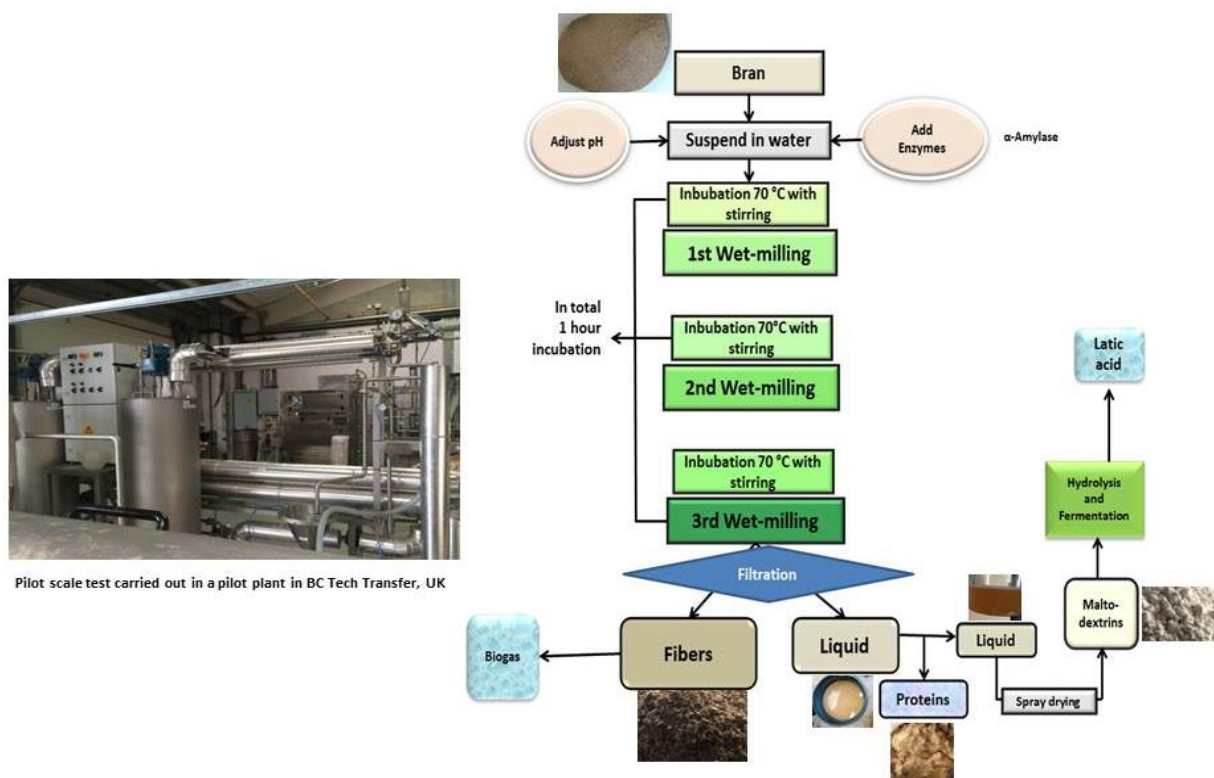 Bran
Adjust pH
Suspend in water
Add
Enzymes
α-Amylase
Inbubation 70 °C with
stirring
1st Wet-milling
In total
1 hour
incubation
Inbubation 70°C with
stirring
2nd Wet-milling
Inbubation 70 °C with
stirring
3rd Wet-milling
Filtration
Fibers
Biogas
Liquid
Proteins
Liquid
Spray drying
Malto-
dextrins
Hydrolysis
and
Fermentation
Latic
acid
Pilot scale test carried out in a pilot plant in BC Tech Transfer, UK